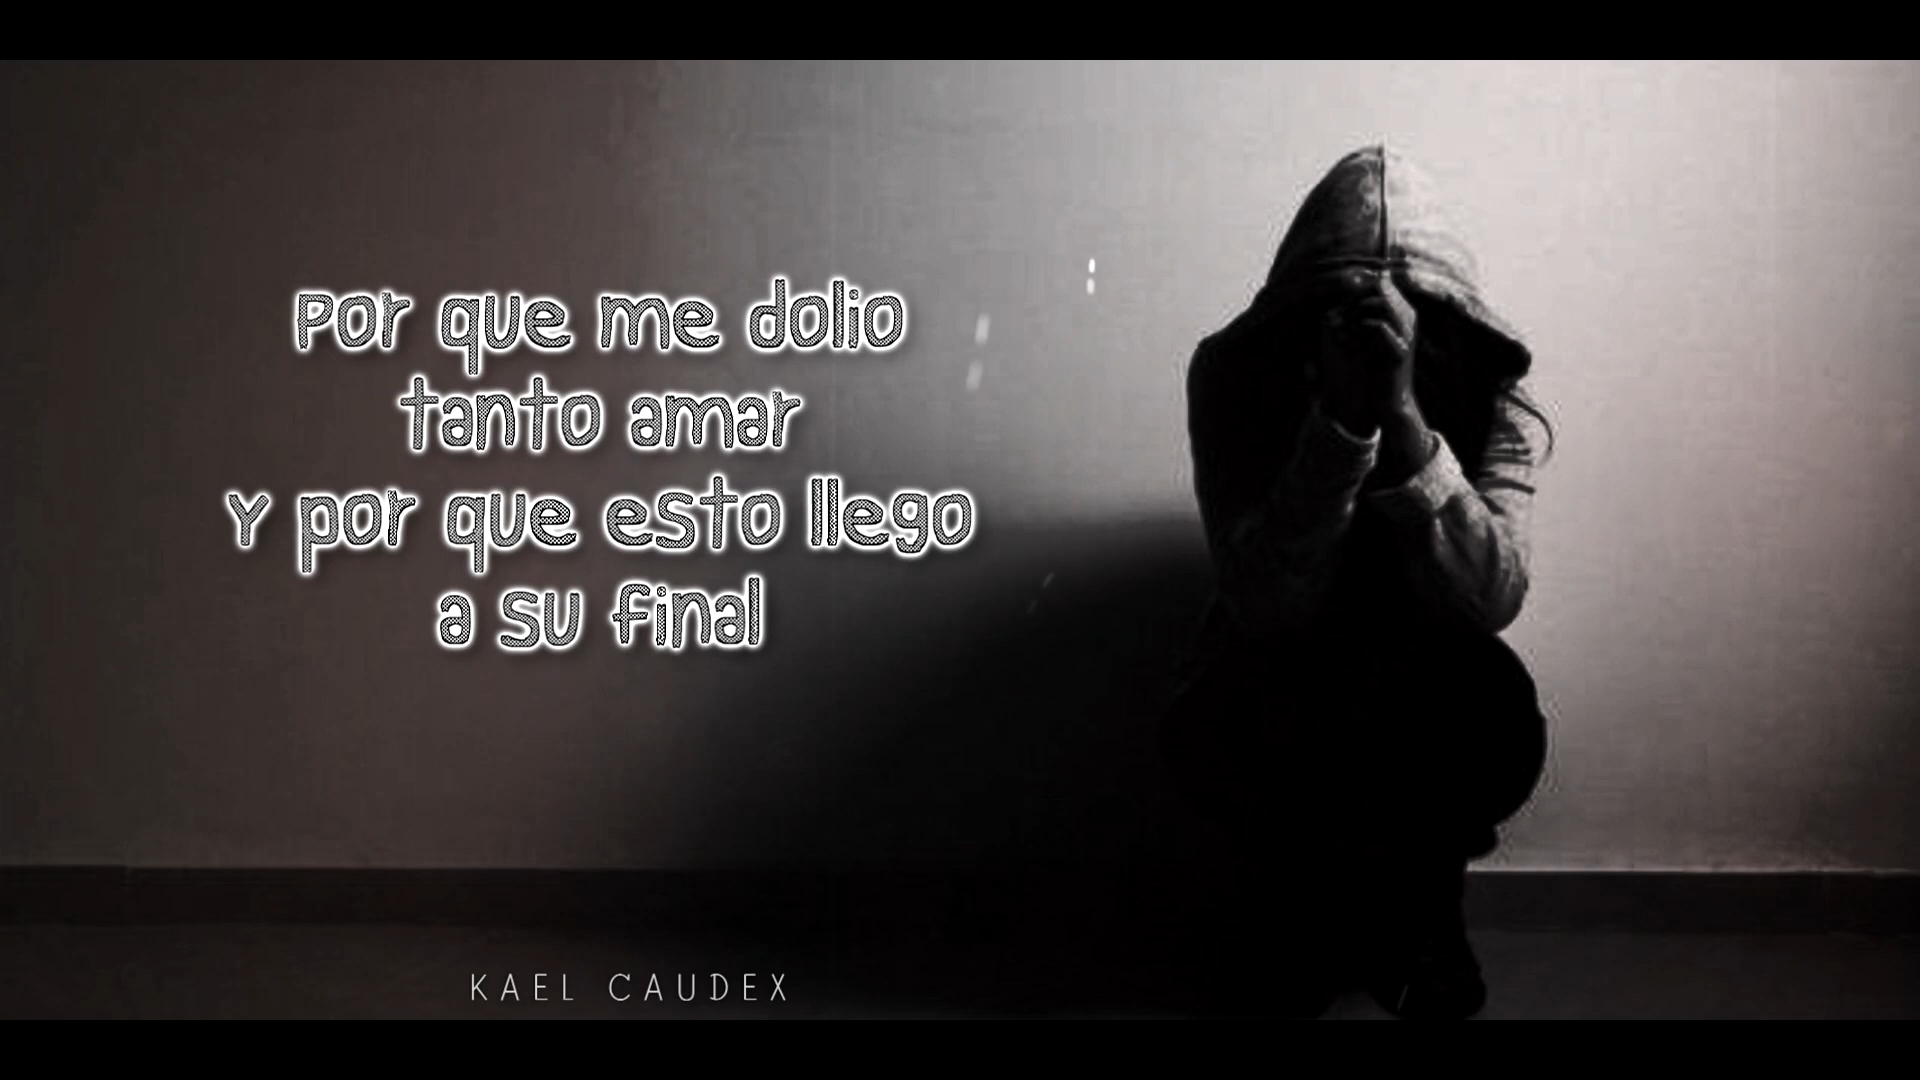 Por que me dolio
tanto amar
Y por que esto llego
a su final
KAEL CAUDEX